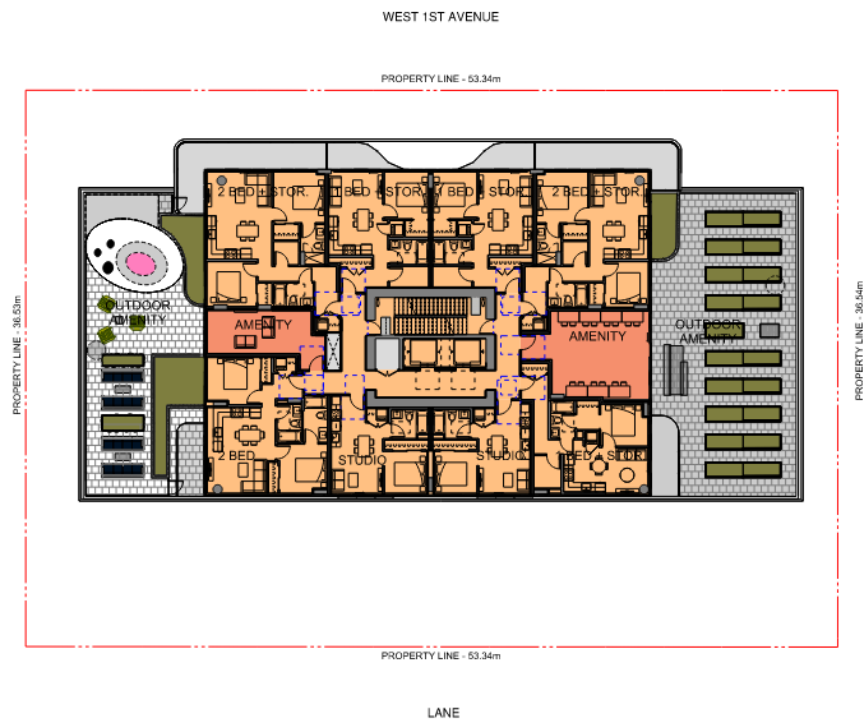 WEST 1ST AVENUE
PROPERTY LINE - 53.34m
2 BED + STOR.
1 BED + STOR.
1 BED + STOR.
2 BED + STOR.
PROPERTY LINE - 36.53m
PROPERTY LINE - 36.54m
OUTDOOR
AMENITY
AMENITY
AMENITY
OUTDOOR
AMENITY
2 BED
STUDIO
STUDIO
1 BED + STOR.
PROPERTY LINE - 53.34m
LANE